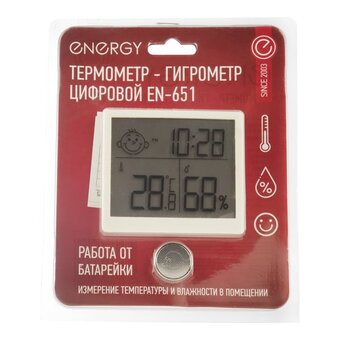 ENERGY
ТЕРМОМЕТР - ГИГРОМЕТР
ЦИФРОВОЙ EN-651
SINCE 2003
10:28
28.8°C 68%
РАБОТА ОТ
БАТАРЕЙКИ
ИЗМЕРЕНИЕ ТЕМПЕРАТУРЫ И ВЛАЖНОСТИ В ПОМЕЩЕНИИ